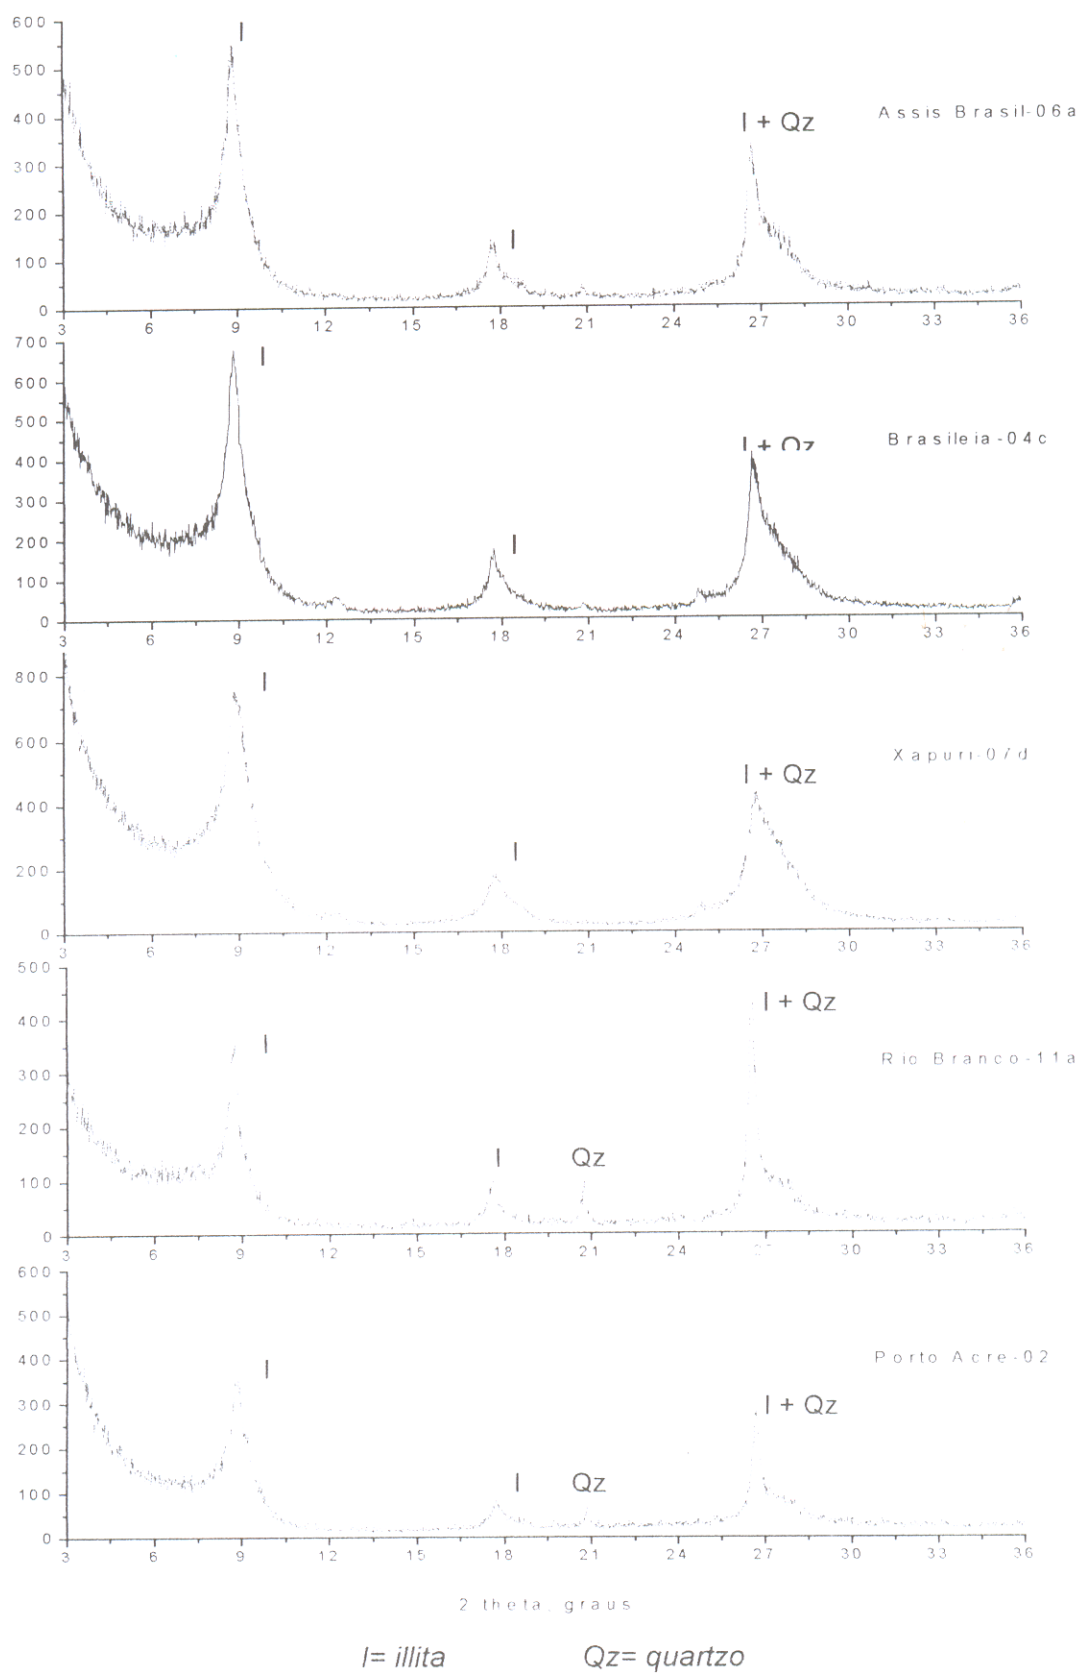 600
I
500
Assis Brasil-06a
400
I + Qz
300
200
I
100
0
3 6 9 12 15 18 21 24 27 30 33 36
700
I
600
500
Brasileia-04c
I + Qz
400
300
200
I
100
0
3 6 9 12 15 18 21 24 27 30 33 36
800
I
Xapuri-07d
600
I + Qz
400
I
200
0
3 6 9 12 15 18 21 24 27 30 33 36
500
I + Qz
400
I
Rio Branco-11a
300
200
I Qz
100
0
3 6 9 12 15 18 21 24 27 30 33 36
600
500
Porto Acre-02
400
I
I + Qz
300
200
I Qz
100
0
3 6 9 12 15 18 21 24 27 30 33 36
2 theta, graus
I= illita Qz= quartzo